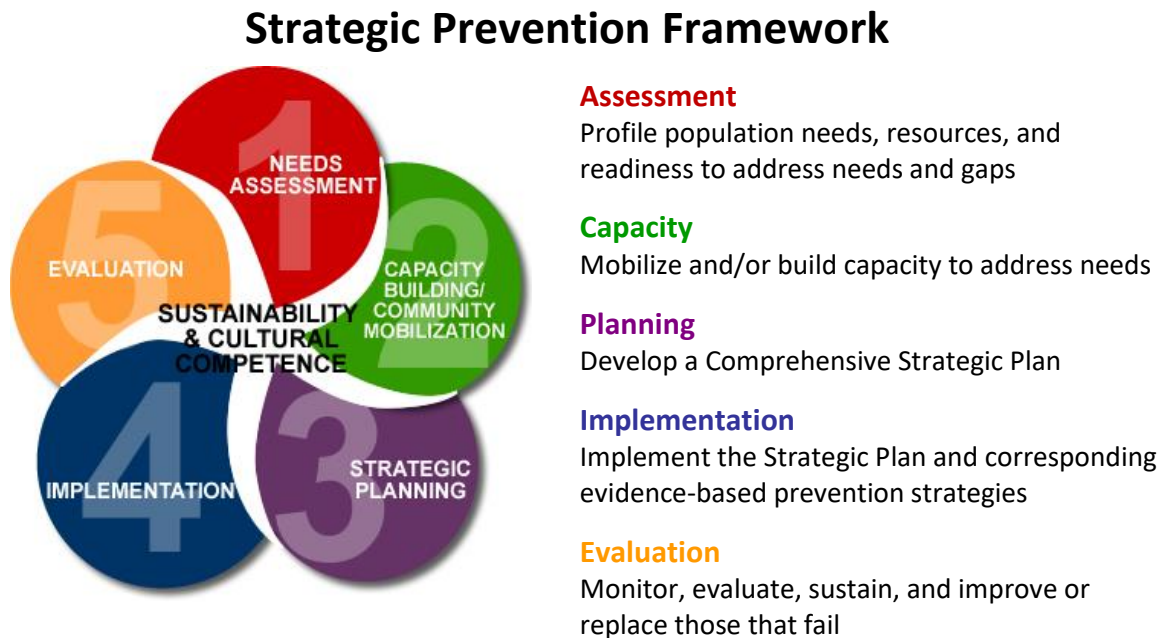 Strategic Prevention Framework
1
NEEDS
ASSESSMENT
2
CAPACITY
BUILDING/
COMMUNITY
MOBILIZATION
3
STRATEGIC
PLANNING
4
IMPLEMENTATION
5
EVALUATION
SUSTAINABILITY
& CULTURAL
COMPETENCE
Assessment
Profile population needs, resources, and
readiness to address needs and gaps
Capacity
Mobilize and/or build capacity to address needs
Planning
Develop a Comprehensive Strategic Plan
Implementation
Implement the Strategic Plan and corresponding
evidence-based prevention strategies
Evaluation
Monitor, evaluate, sustain, and improve or
replace those that fail